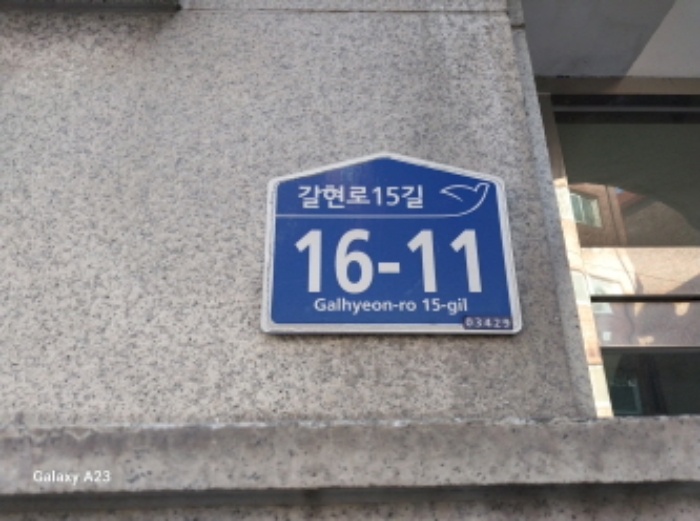 갈현로15길
16-11
Galhyeon-ro 15-gil
03429
Galaxy A23